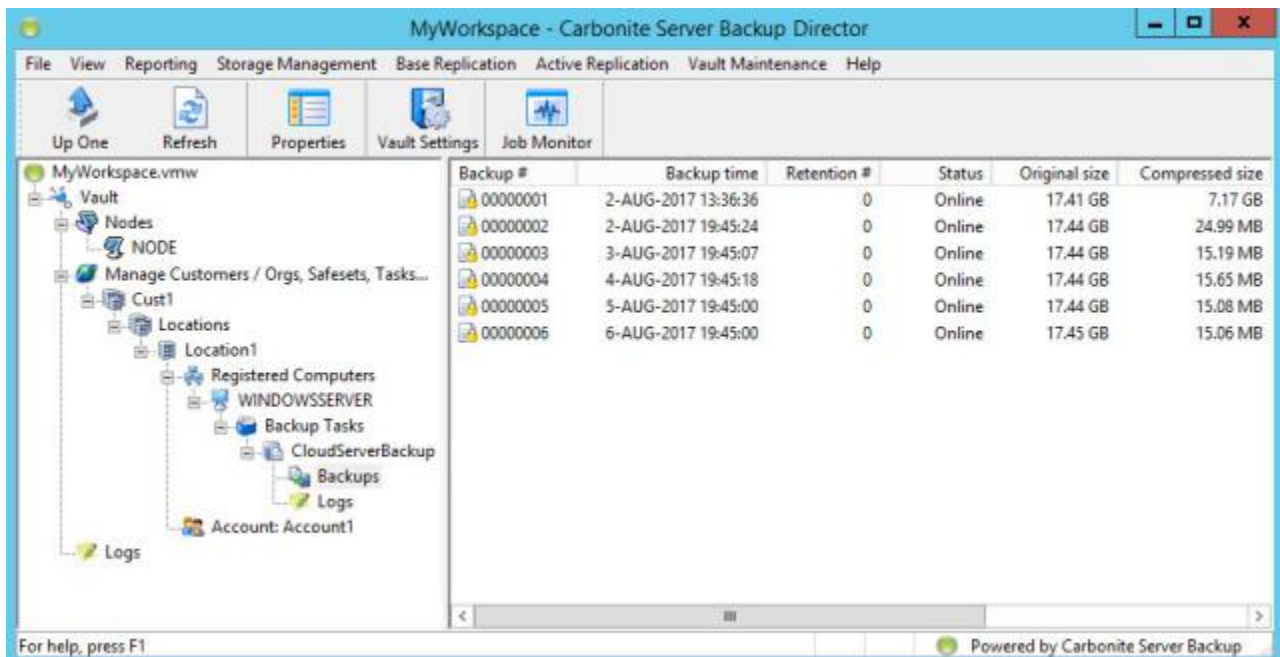 MyWorkspace - Carbonite Server Backup Director
File View Reporting Storage Management Base Replication Active Replication Vault Maintenance Help
Up One Refresh Properties Vault Settings Job Monitor
MyWorkspace.vmw
Vault
Nodes
NODE
Manage Customers / Orgs, Safesets, Tasks...
Cust1
Locations
Location1
Registered Computers
WINDOWSSERVER
Backup Tasks
CloudServerBackup
Backups
Logs
Account: Account1
Logs
Backup # Backup time Retention # Status Original size Compressed size
00000001 2-AUG-2017 13:36:36 0 Online 17.41 GB 7.17 GB
00000002 2-AUG-2017 19:45:24 0 Online 17.44 GB 24.99 MB
00000003 3-AUG-2017 19:45:07 0 Online 17.44 GB 15.19 MB
00000004 4-AUG-2017 19:45:18 0 Online 17.44 GB 15.65 MB
00000005 5-AUG-2017 19:45:00 0 Online 17.44 GB 15.08 MB
00000006 6-AUG-2017 19:45:00 0 Online 17.45 GB 15.06 MB
For help, press F1
Powered by Carbonite Server Backup